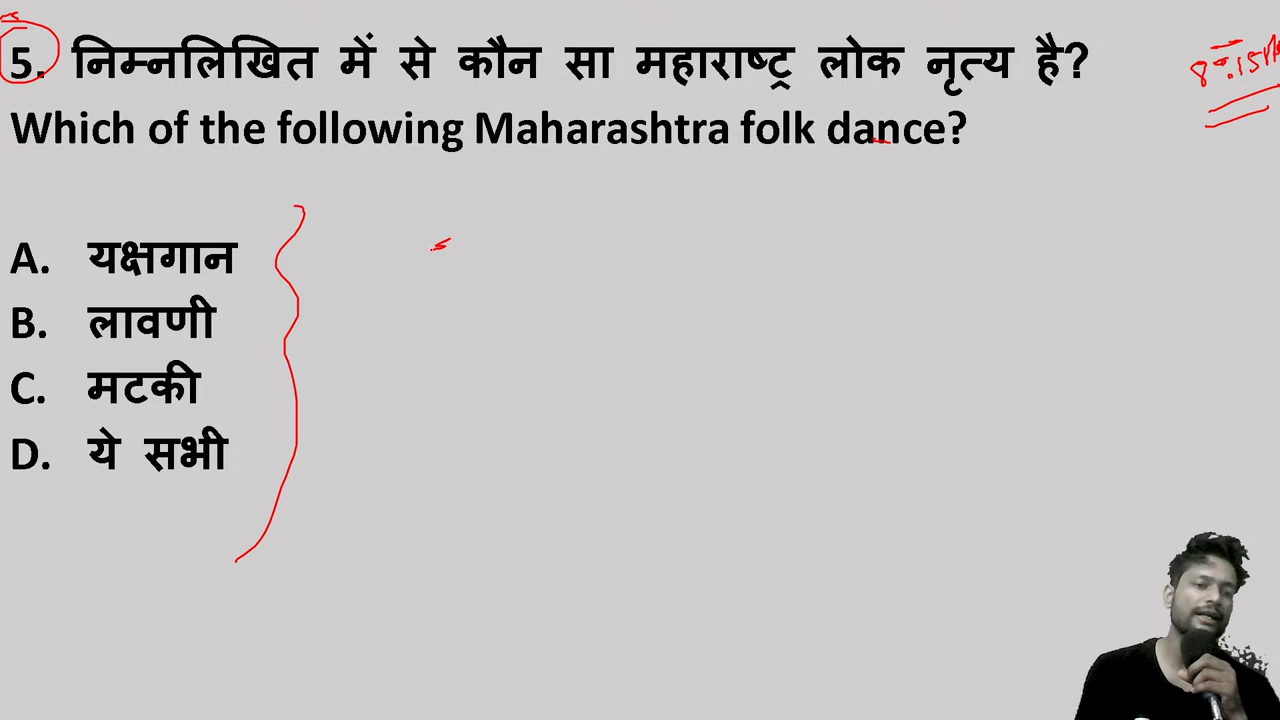 5. निम्नलिखित में से कौन सा महाराष्ट्र लोक नृत्य है?
Which of the following Maharashtra folk dance?
A. यक्षगान
B. लावणी
C. मटकी
D. ये सभी